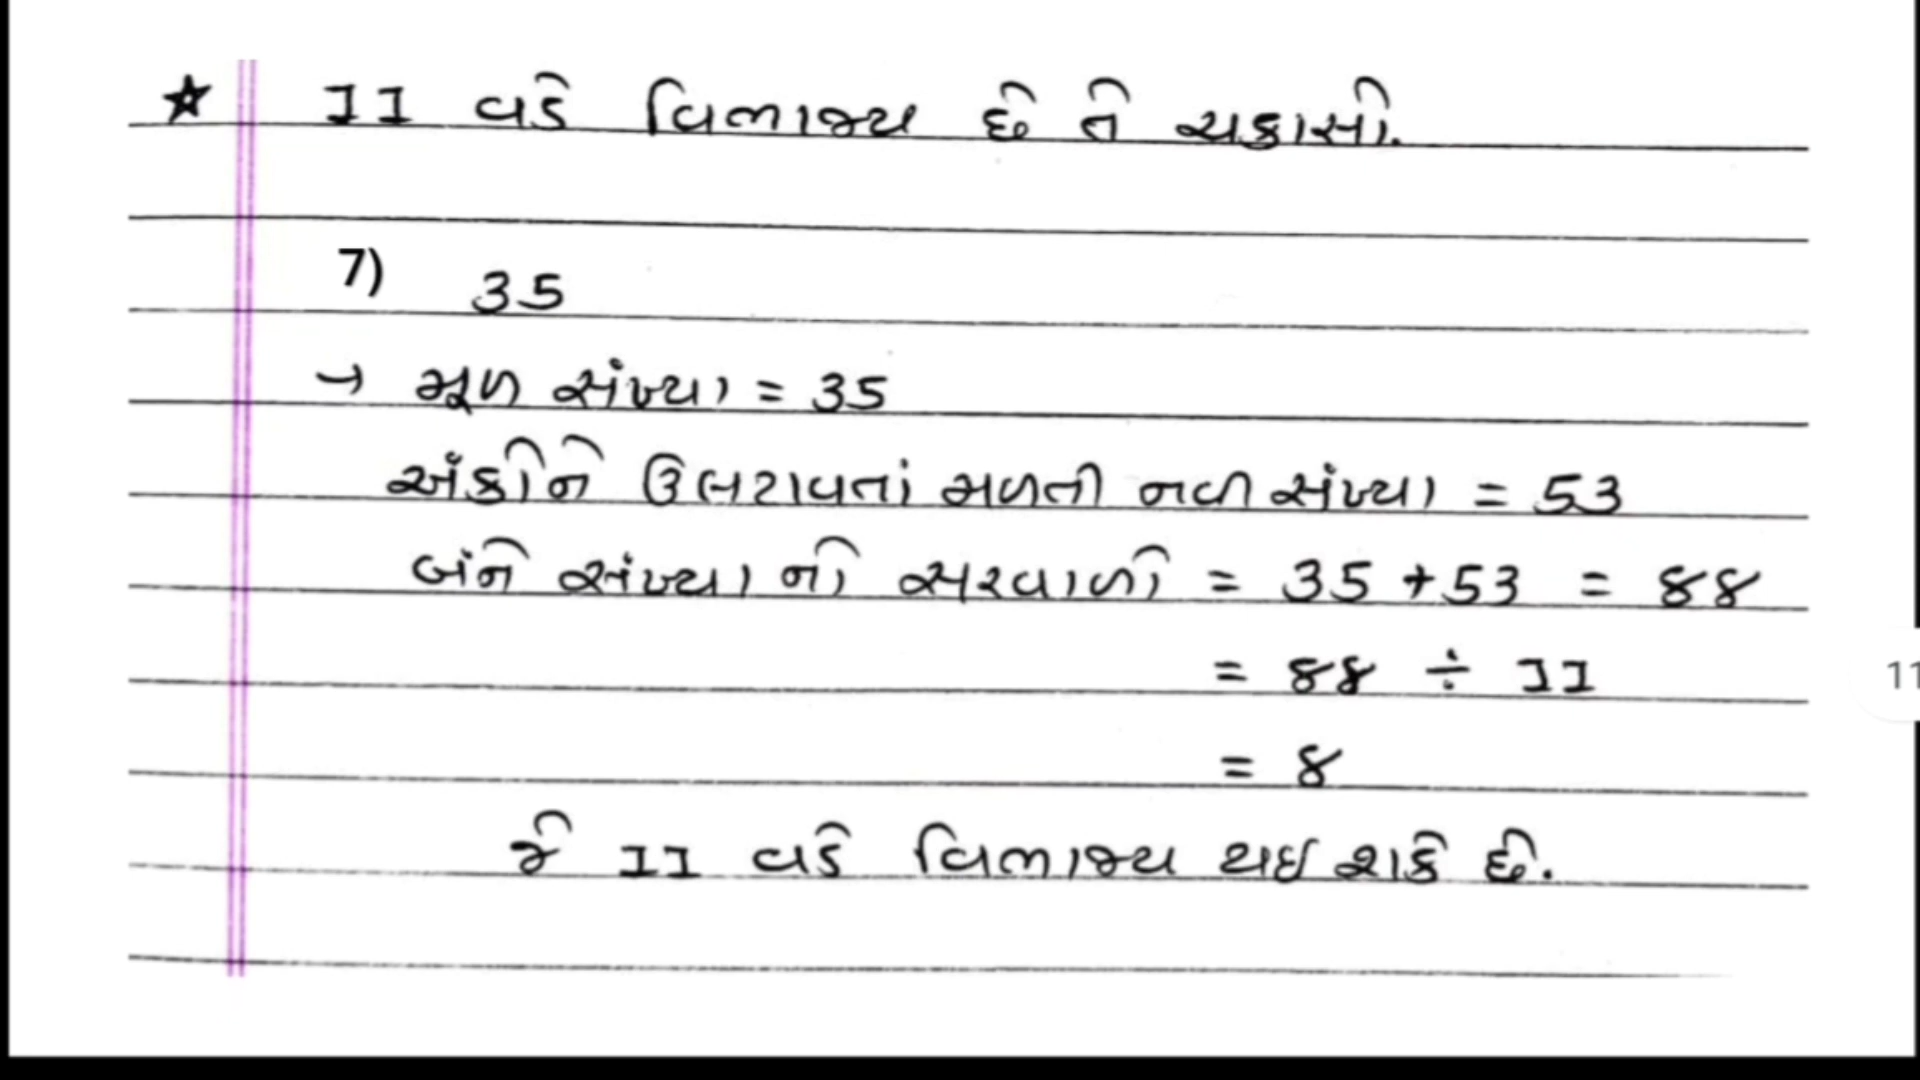 ★ 11 વડે વિભાજ્ય છે તે ચકાસો.
7) 35
→ મૂળ સંખ્યા = 35
અંકોને ઉલટાવતાં મળતી નવી સંખ્યા = 53
બંને સંખ્યાનો સરવાળો = 35 + 53 = 88
= 88 ÷ 11
11
= 8
જે 11 વડે વિભાજ્ય થઇ શકે છે.